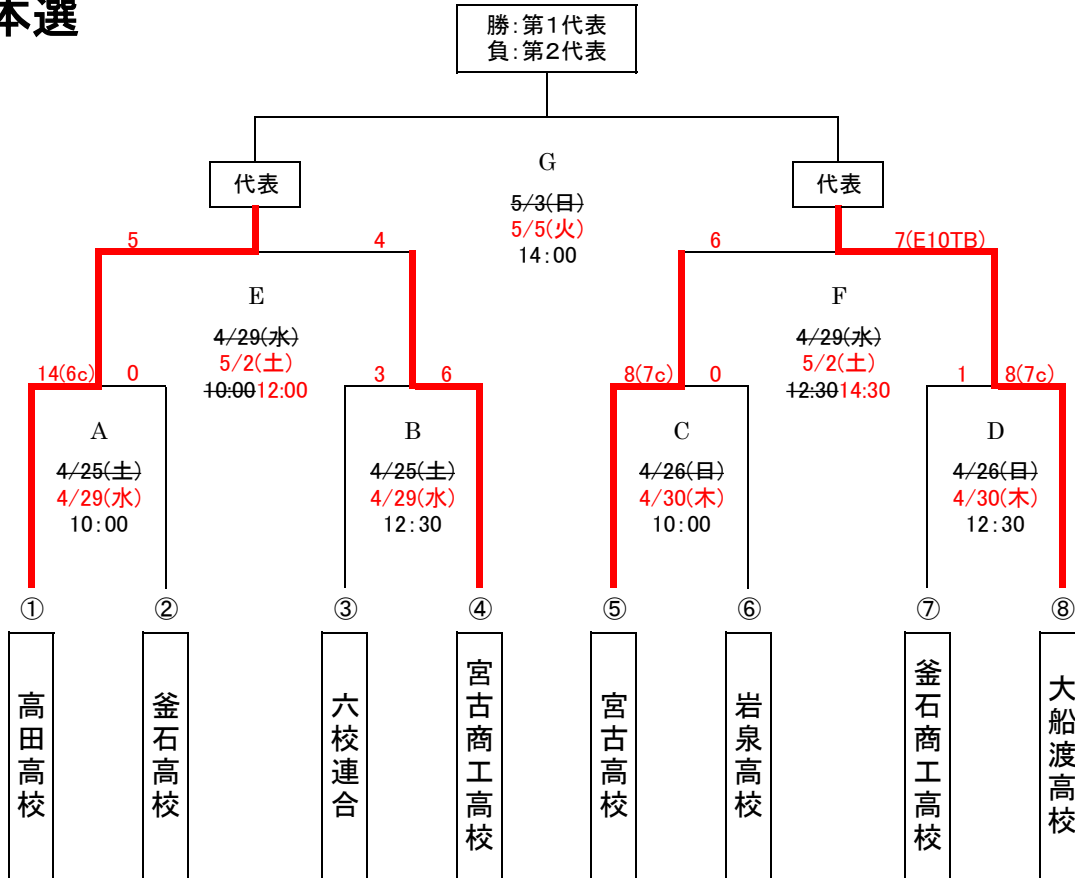 本選
勝:第1代表
負:第2代表
代表
代表
G
5/3(日)
5/5(火)
14:00
5
4
6
7(E10TB)
E
4/29(水)
5/2(土)
10:0012:00
F
4/29(水)
5/2(土)
12:3014:30
14(6c)
0
3
6
8(7c)
0
1
8(7c)
A
4/25(土)
4/29(水)
10:00
B
4/25(土)
4/29(水)
12:30
C
4/26(日)
4/30(木)
10:00
D
4/26(日)
4/30(木)
12:30
①
②
③
④
⑤
⑥
⑦
⑧
高田高校
釜石高校
六校連合
宮古商工高校
宮古高校
岩泉高校
釜石商工高校
大船渡高校